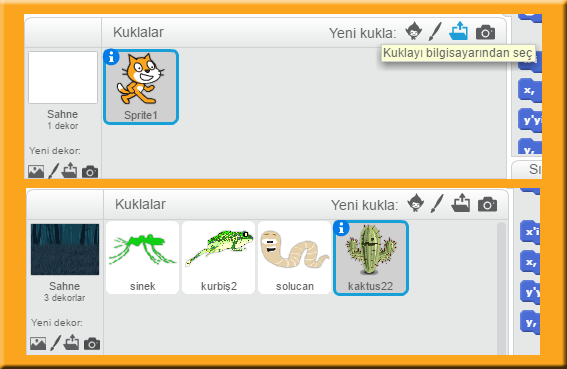 Kuklalar
Yeni kukla:
Kuklayı bilgisayarından seç
Sprite1
Sahne
1 dekor
Yeni dekor:
x,
y'yi
y,
Kuklalar
Yeni kukla:
sinek
kurbiş2
solucan
kaktus22
Sahne
3 dekorlar
Yeni dekor:
x'i
x,
y,